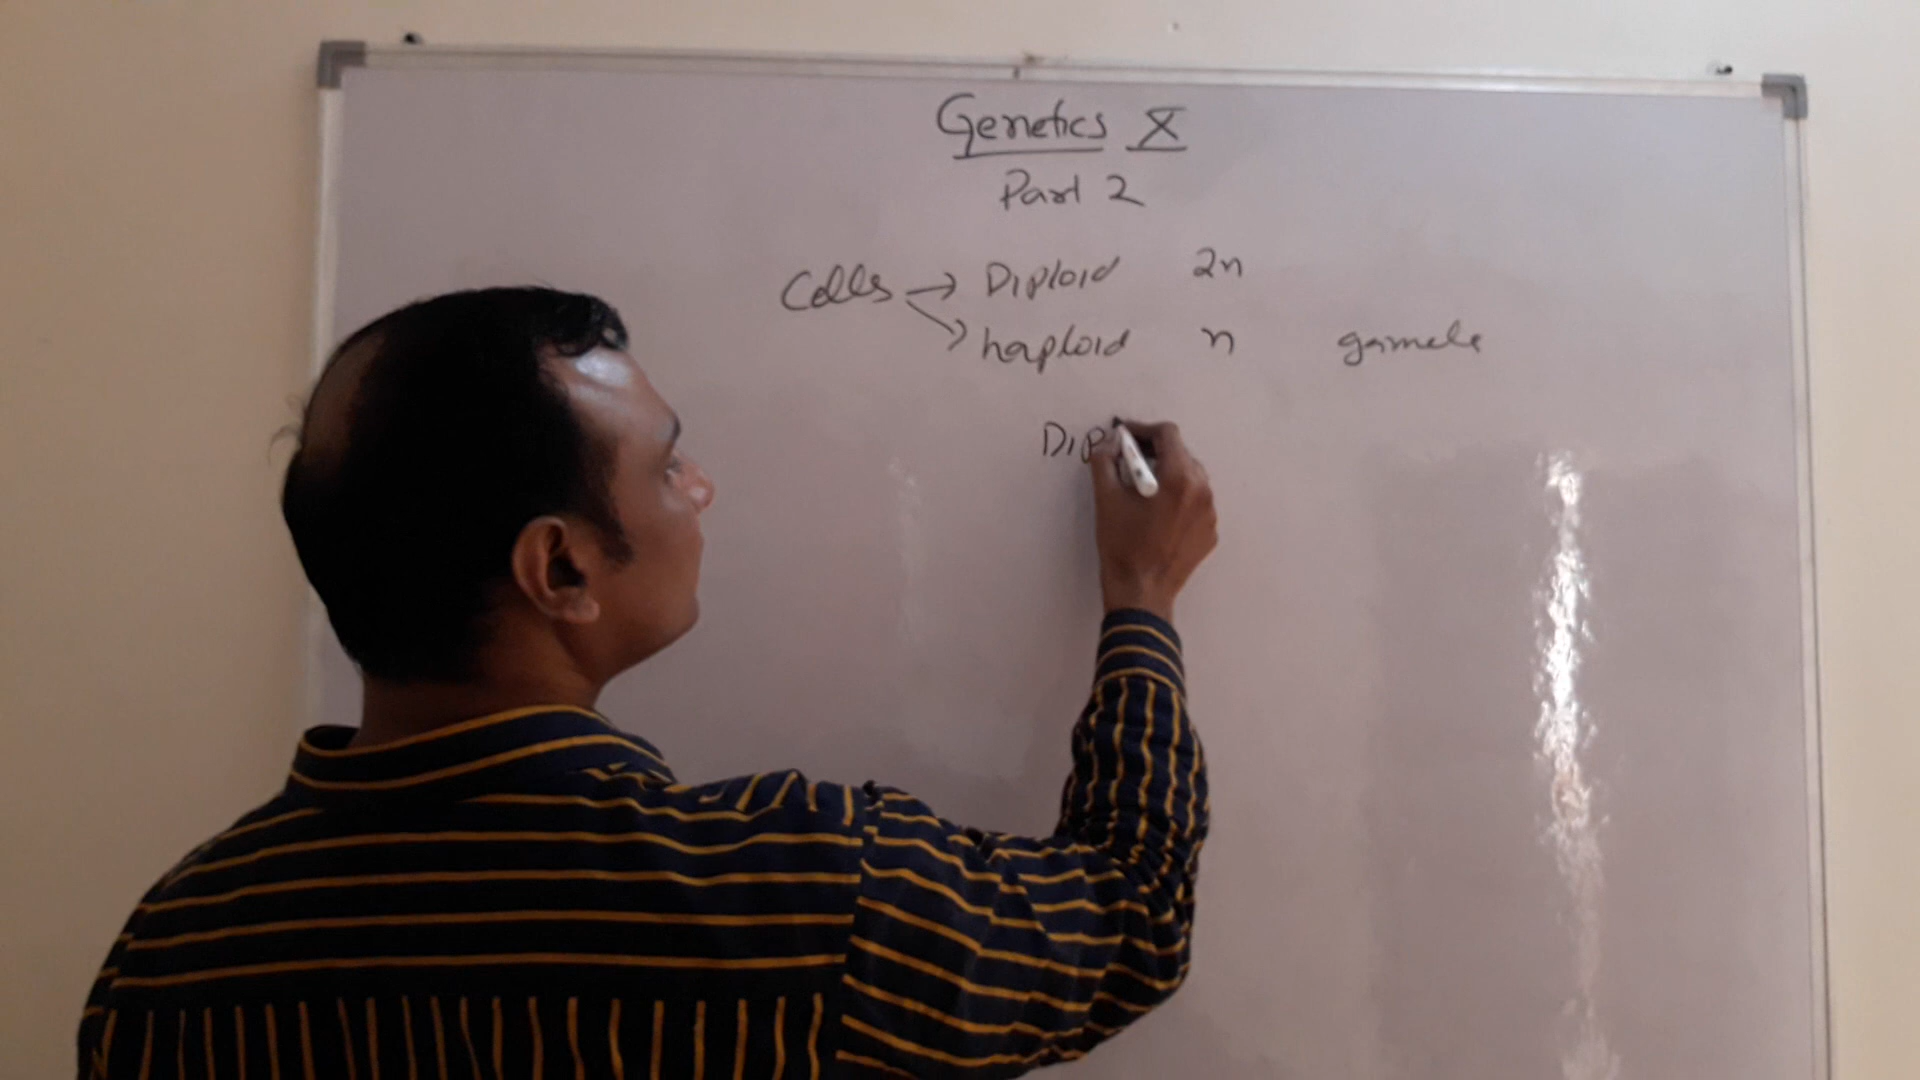 Genetics X
Part 2
Cells → Diploid 2n
→ haploid n gamete
Dip